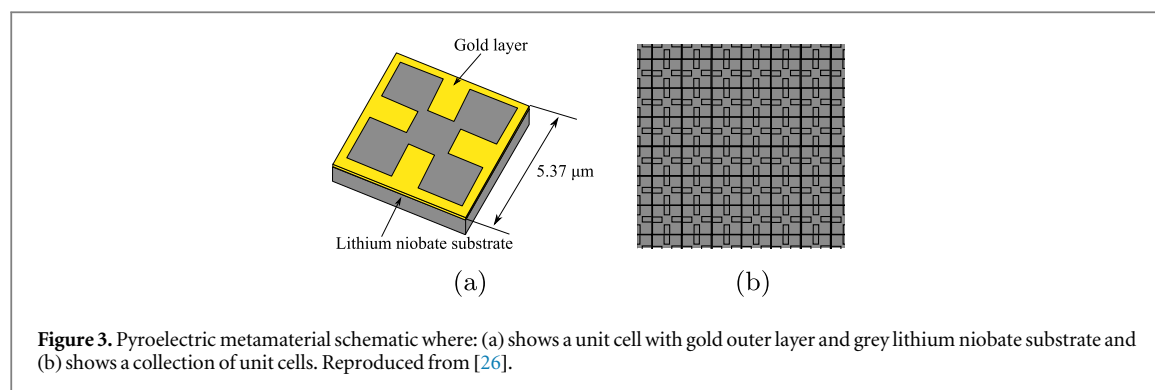 Gold layer
5.37 μm
Lithium niobate substrate
(a)
(b)
Figure 3. Pyroelectric metamaterial schematic where: (a) shows a unit cell with gold outer layer and grey lithium niobate substrate and
(b) shows a collection of unit cells. Reproduced from [26].